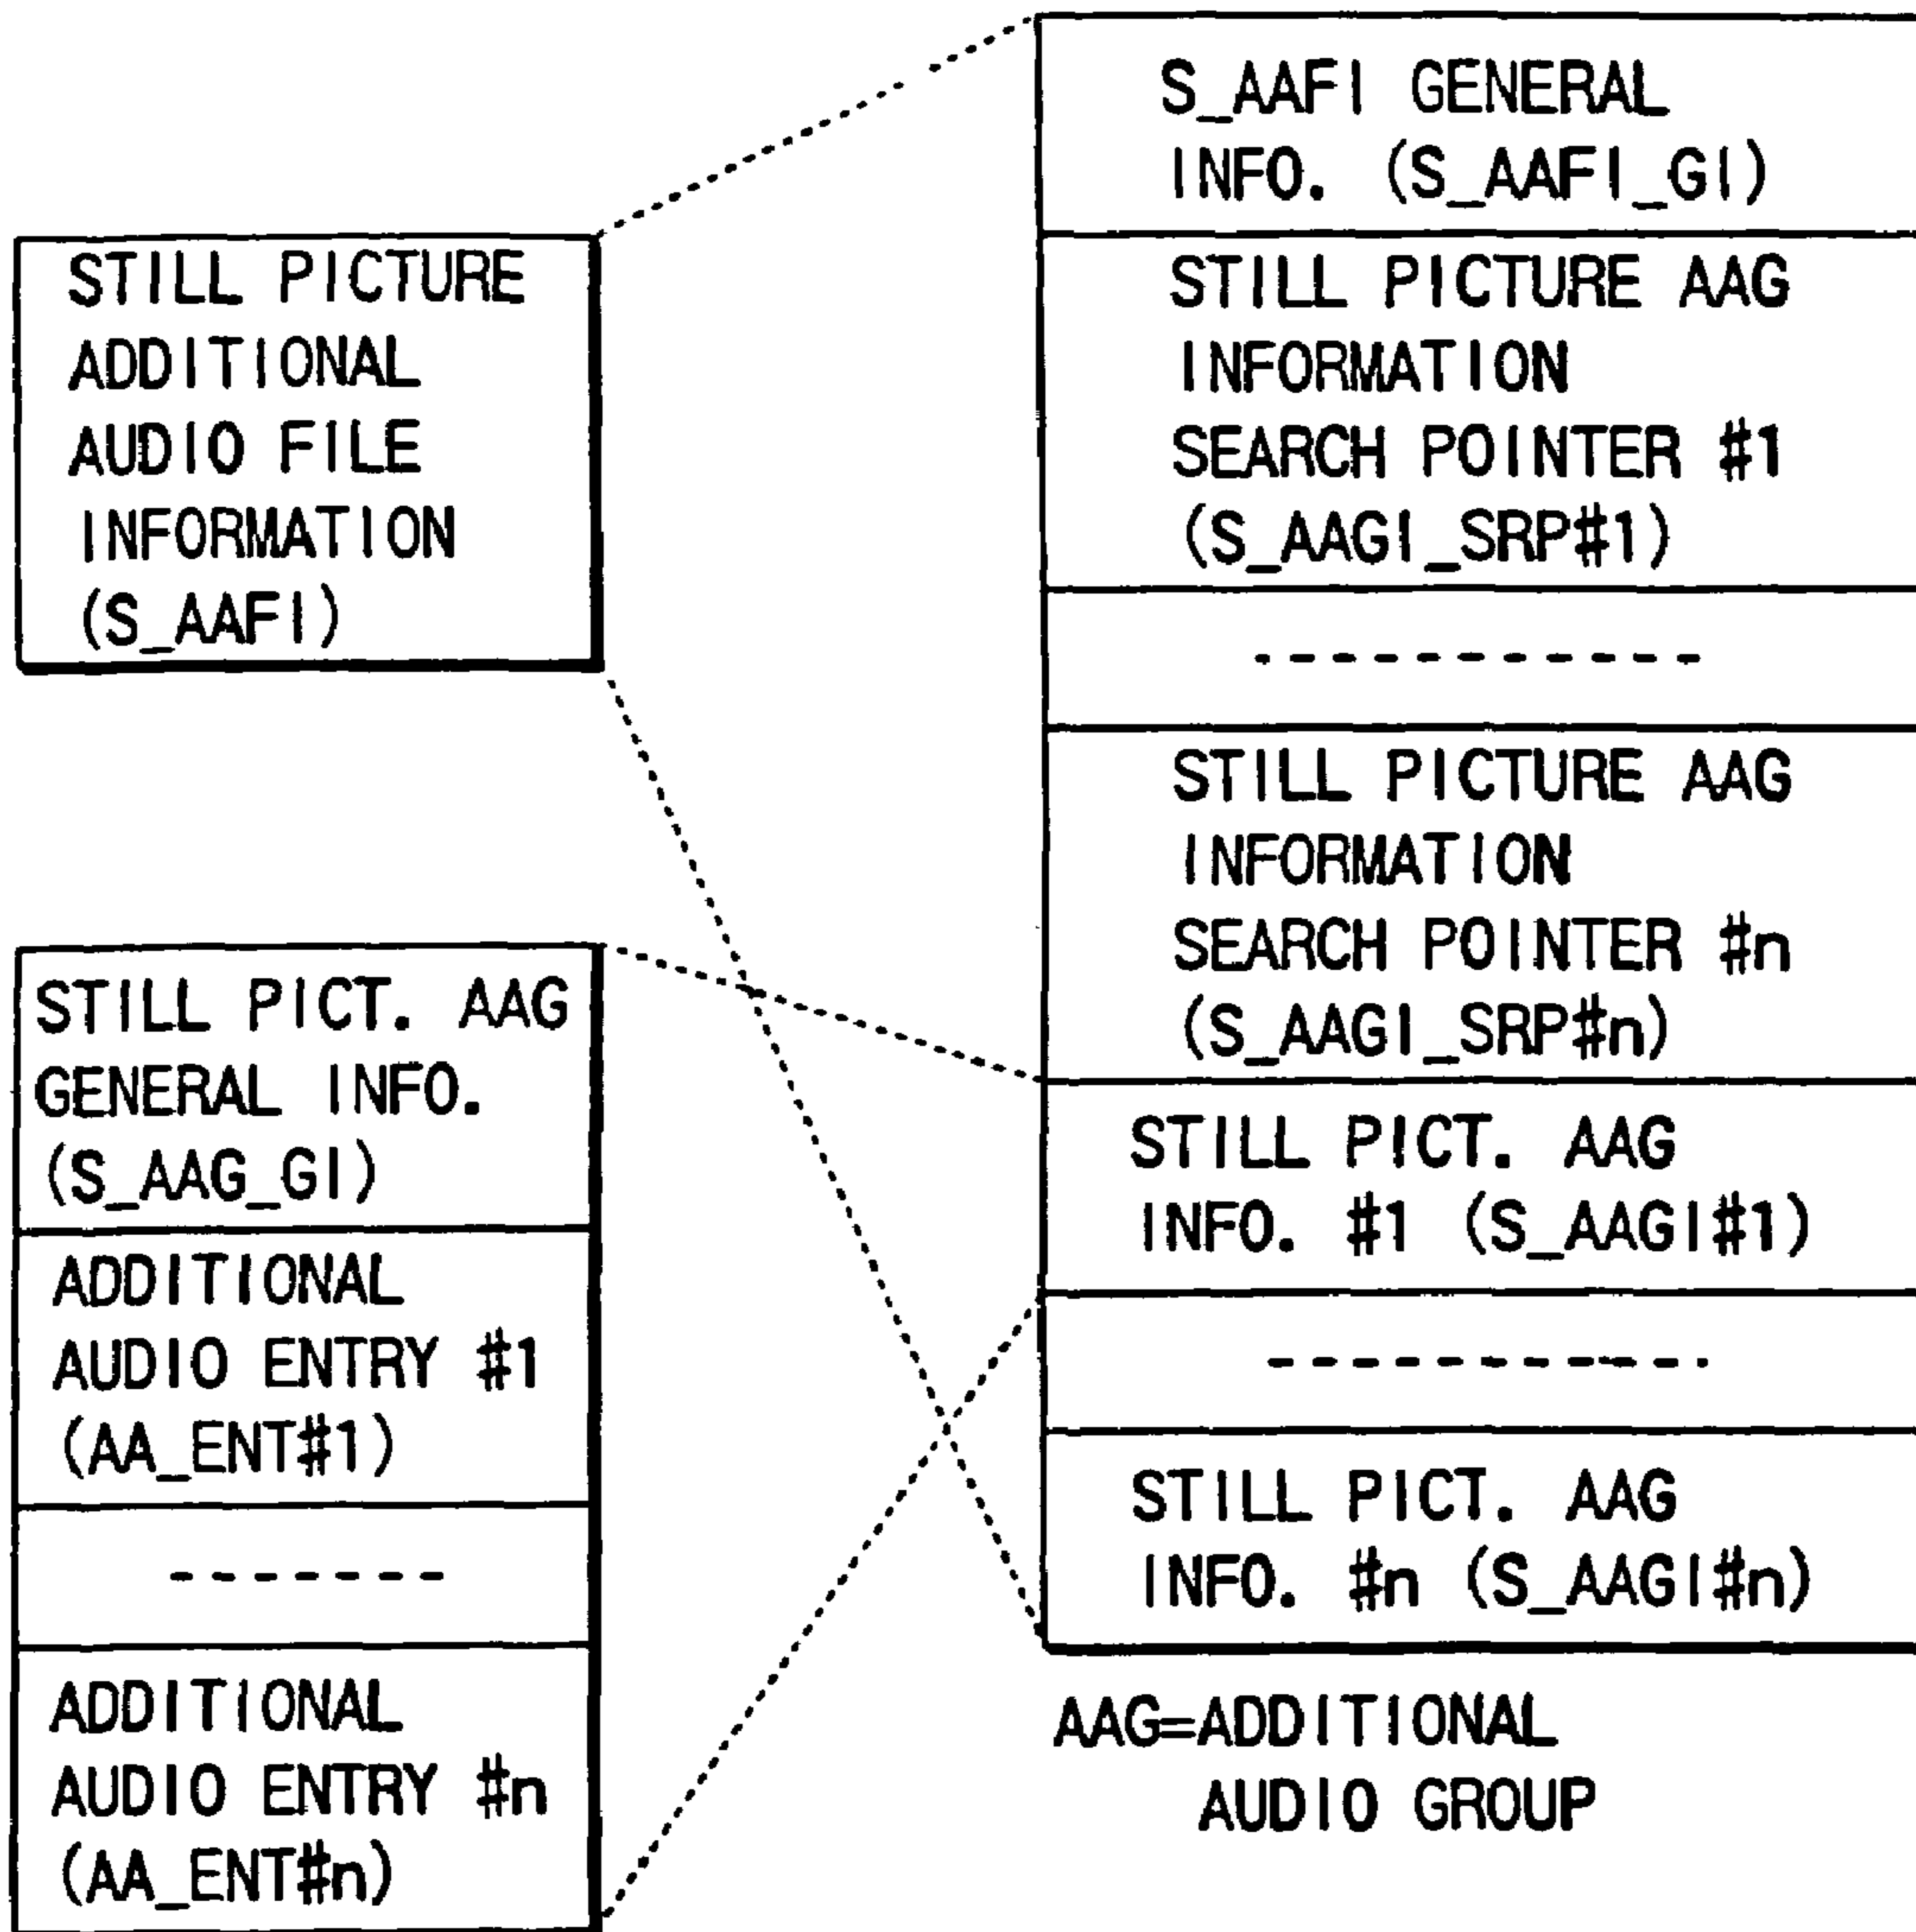 STILL PICTURE
ADDITIONAL
AUDIO FILE
INFORMATION
(S_AAFI)
S_AAFI GENERAL
INFO. (S_AAFI_GI)
STILL PICTURE AAG
INFORMATION
SEARCH POINTER #1
(S_AAGI_SRP#1)
STILL PICTURE AAG
INFORMATION
SEARCH POINTER #n
(S_AAGI_SRP#n)
STILL PICT. AAG
INFO. #1 (S_AAGI#1)
STILL PICT. AAG
INFO. #n (S_AAGI#n)
STILL PICT. AAG
GENERAL INFO.
(S_AAG_GI)
ADDITIONAL
AUDIO ENTRY #1
(AA_ENT#1)
ADDITIONAL
AUDIO ENTRY #n
(AA_ENT#n)
AAG=ADDITIONAL
AUDIO GROUP